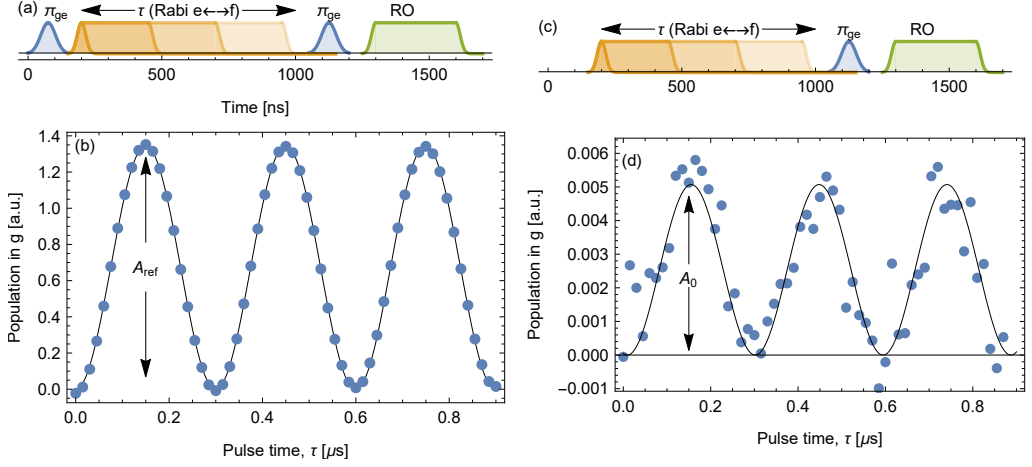 (a) π_ge τ (Rabi e←→f) π_ge RO
0 500 1000 1500
Time [ns]
(b)
Population in g [a.u.]
1.4
1.2
1.0
0.8
0.6
0.4
0.2
0.0
A_ref
0.0 0.2 0.4 0.6 0.8
Pulse time, τ [μs]
(c) τ (Rabi e←→f) π_ge RO
0 500 1000 1500
(d)
Population in g [a.u.]
0.006
0.005
0.004
0.003
0.002
0.001
0.000
−0.001
A_0
0.0 0.2 0.4 0.6 0.8
Pulse time, τ [μs]